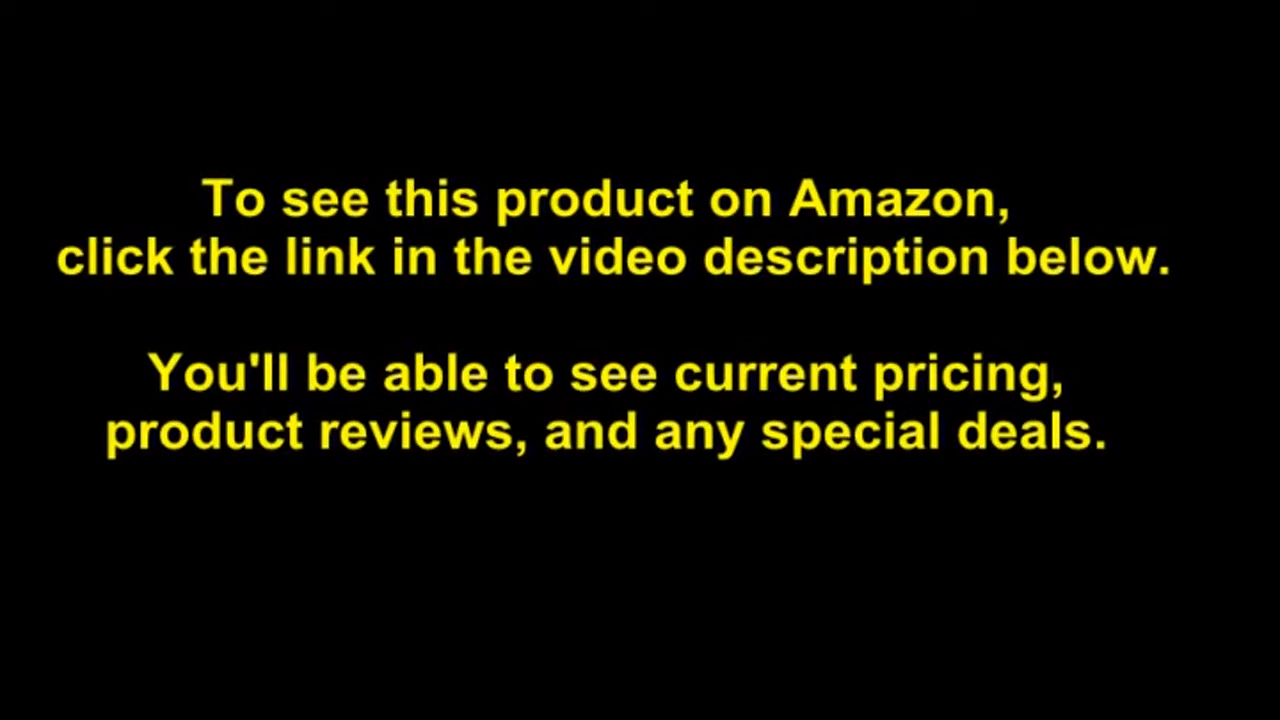 To see this product on Amazon,
click the link in the video description below.
You'll be able to see current pricing,
product reviews, and any special deals.